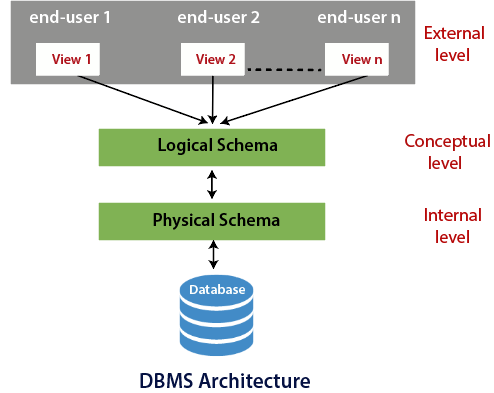 end-user 1 end-user 2 end-user n
View 1 View 2 View n
External
level
Logical Schema
Conceptual
level
Physical Schema
Internal
level
Database
DBMS Architecture